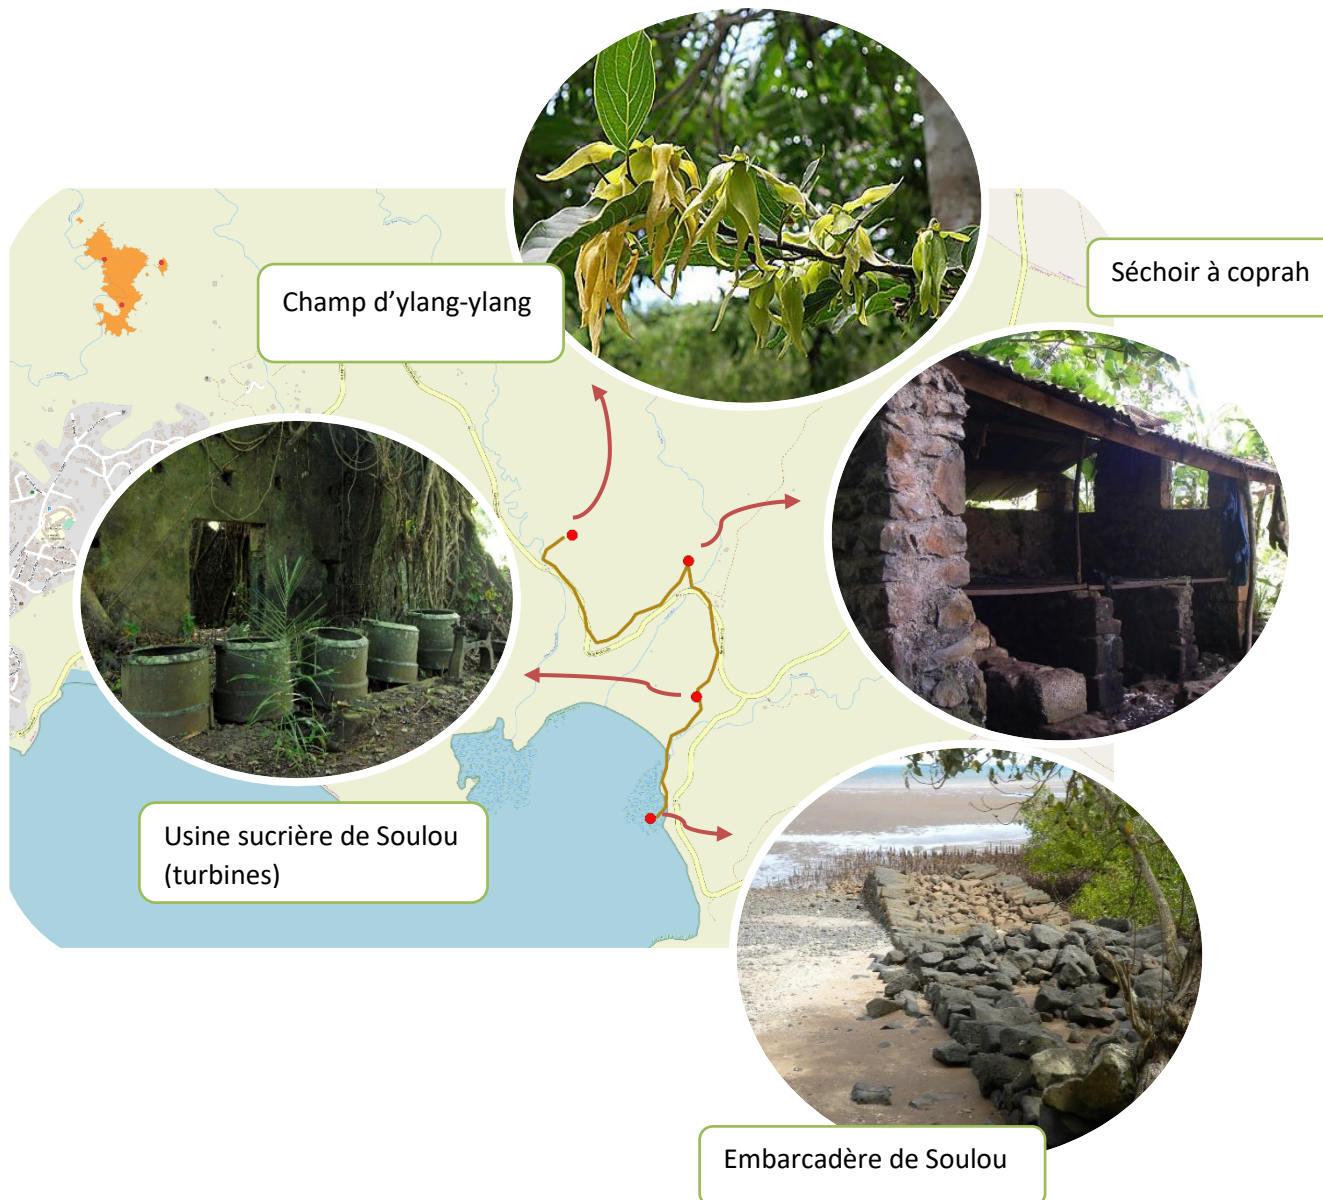 Champ d’ylang-ylang
Séchoir à coprah
Usine sucrière de Soulou
(turbines)
Embarcadère de Soulou